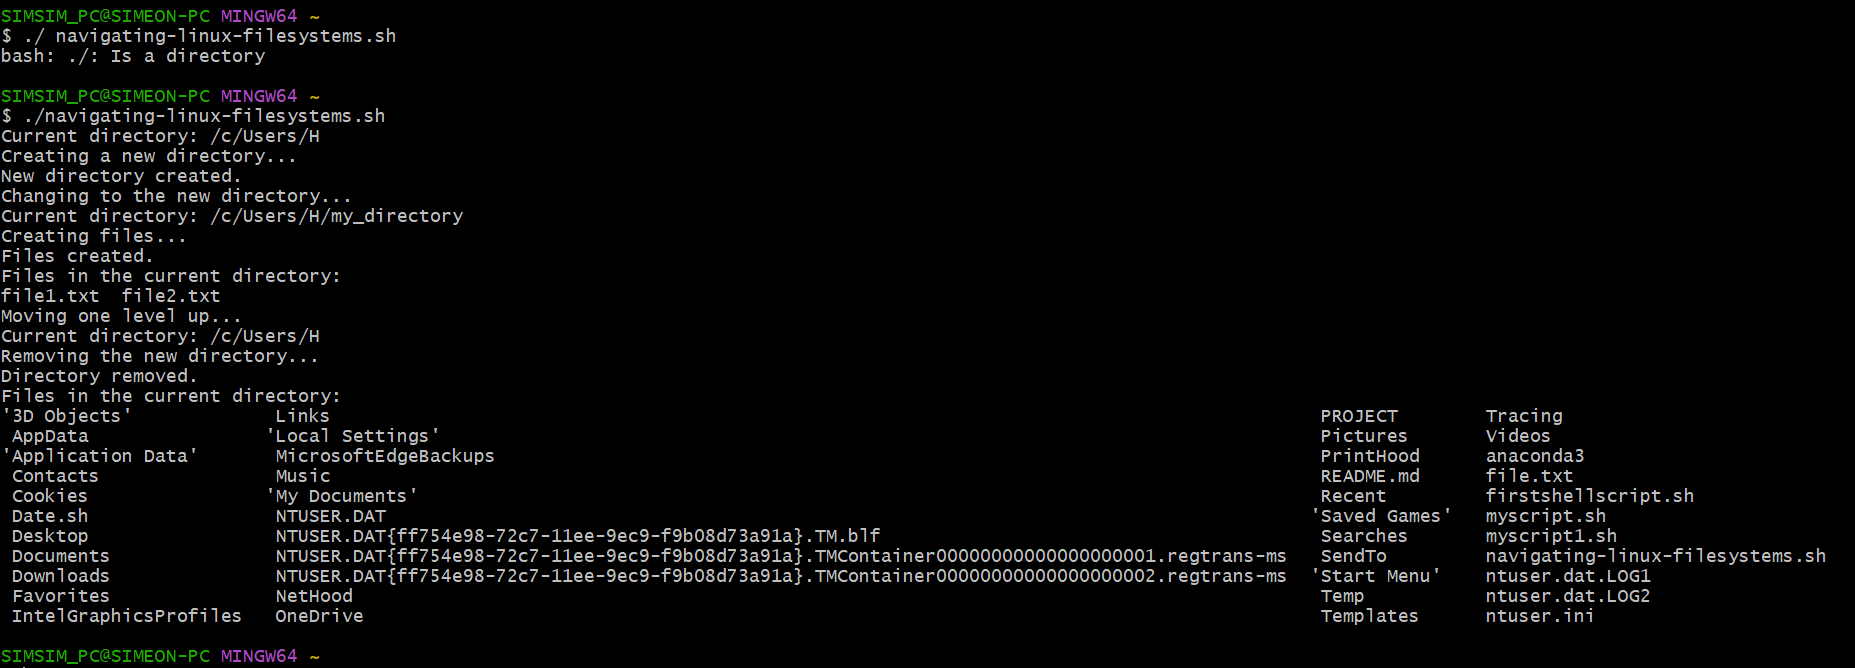 SIMSIM_PC@SIMEON-PC MINGW64 ~
$ ./ navigating-linux-filesystems.sh
bash: ./: Is a directory
SIMSIM_PC@SIMEON-PC MINGW64 ~
$ ./navigating-linux-filesystems.sh
Current directory: /c/Users/H
Creating a new directory...
New directory created.
Changing to the new directory...
Current directory: /c/Users/H/my_directory
Creating files...
Files created.
Files in the current directory:
file1.txt  file2.txt
Moving one level up...
Current directory: /c/Users/H
Removing the new directory...
Directory removed.
Files in the current directory:
'3D Objects'             Links                                                                                          PROJECT        Tracing
 AppData                'Local Settings'                                                                                Pictures       Videos
'Application Data'       MicrosoftEdgeBackups                                                                           PrintHood      anaconda3
 Contacts                Music                                                                                          README.md      file.txt
 Cookies                'My Documents'                                                                                  Recent         firstshellscript.sh
 Date.sh                 NTUSER.DAT                                                                                    'Saved Games'   myscript.sh
 Desktop                 NTUSER.DAT{ff754e98-72c7-11ee-9ec9-f9b08d73a91a}.TM.blf                                        Searches       myscript1.sh
 Documents               NTUSER.DAT{ff754e98-72c7-11ee-9ec9-f9b08d73a91a}.TMContainer00000000000000000001.regtrans-ms   SendTo         navigating-linux-filesystems.sh
 Downloads               NTUSER.DAT{ff754e98-72c7-11ee-9ec9-f9b08d73a91a}.TMContainer00000000000000000002.regtrans-ms  'Start Menu'    ntuser.dat.LOG1
 Favorites               NetHood                                                                                        Temp           ntuser.dat.LOG2
 IntelGraphicsProfiles   OneDrive                                                                                       Templates      ntuser.ini
SIMSIM_PC@SIMEON-PC MINGW64 ~